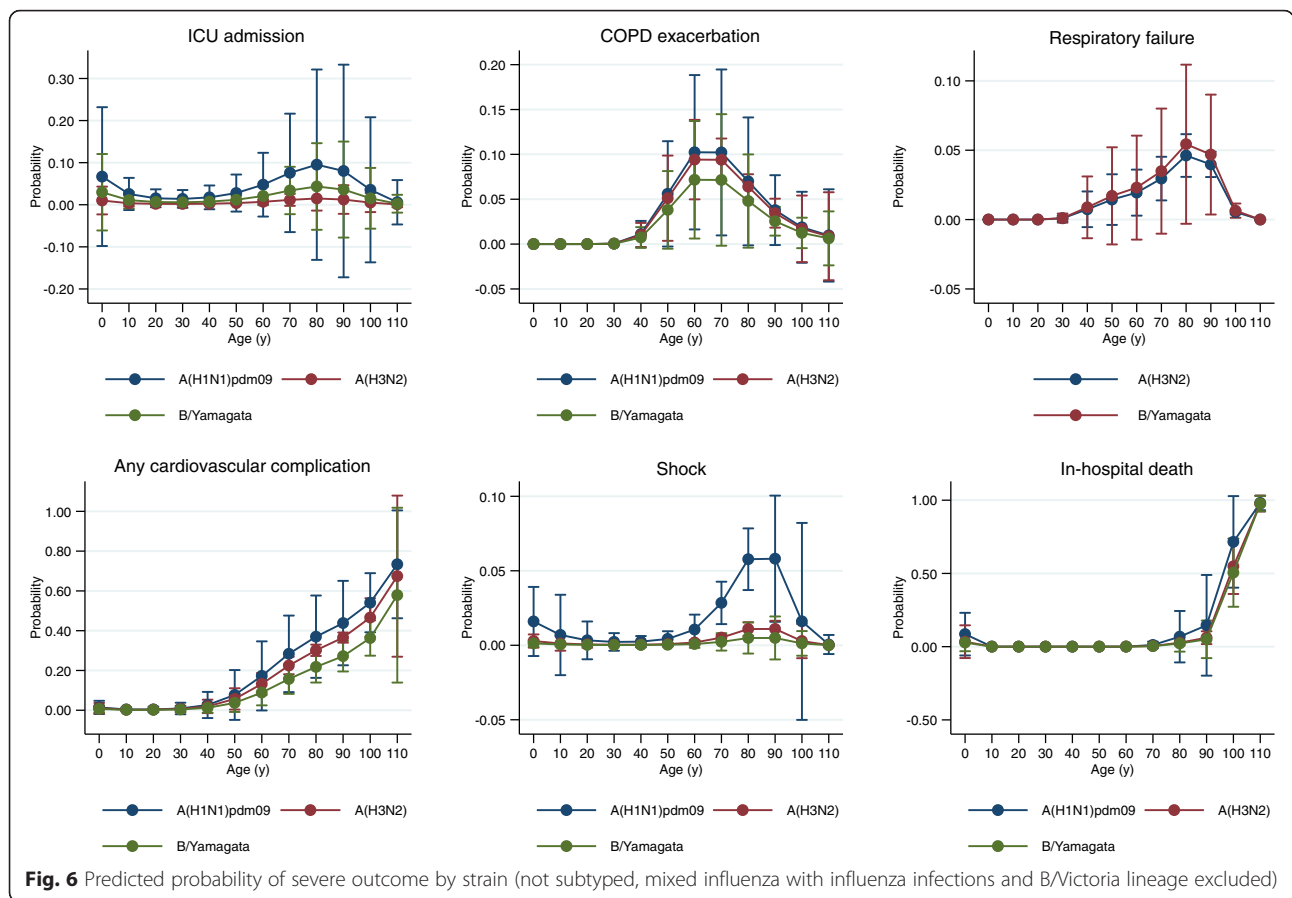 ICU admission
COPD exacerbation
Respiratory failure
Probability
0.30
0.20
0.10
0.00
-0.10
-0.20
0 10 20 30 40 50 60 70 80 90 100 110
Age (y)
A(H1N1)pdm09 A(H3N2)
B/Yamagata
Probability
0.20
0.15
0.10
0.05
0.00
-0.05
0 10 20 30 40 50 60 70 80 90 100 110
Age (y)
A(H1N1)pdm09 A(H3N2)
B/Yamagata
Probability
0.10
0.05
0.00
-0.05
0 10 20 30 40 50 60 70 80 90 100 110
Age (y)
A(H3N2)
B/Yamagata
Any cardiovascular complication
Shock
In-hospital death
Probability
1.00
0.80
0.60
0.40
0.20
0.00
0 10 20 30 40 50 60 70 80 90 100 110
Age (y)
A(H1N1)pdm09 A(H3N2)
B/Yamagata
Probability
0.10
0.05
0.00
-0.05
0 10 20 30 40 50 60 70 80 90 100 110
Age (y)
A(H1N1)pdm09 A(H3N2)
B/Yamagata
Probability
1.00
0.50
0.00
-0.50
0 10 20 30 40 50 60 70 80 90 100 110
Age (y)
A(H1N1)pdm09 A(H3N2)
B/Yamagata
Fig. 6 Predicted probability of severe outcome by strain (not subtyped, mixed influenza with influenza infections and B/Victoria lineage excluded)